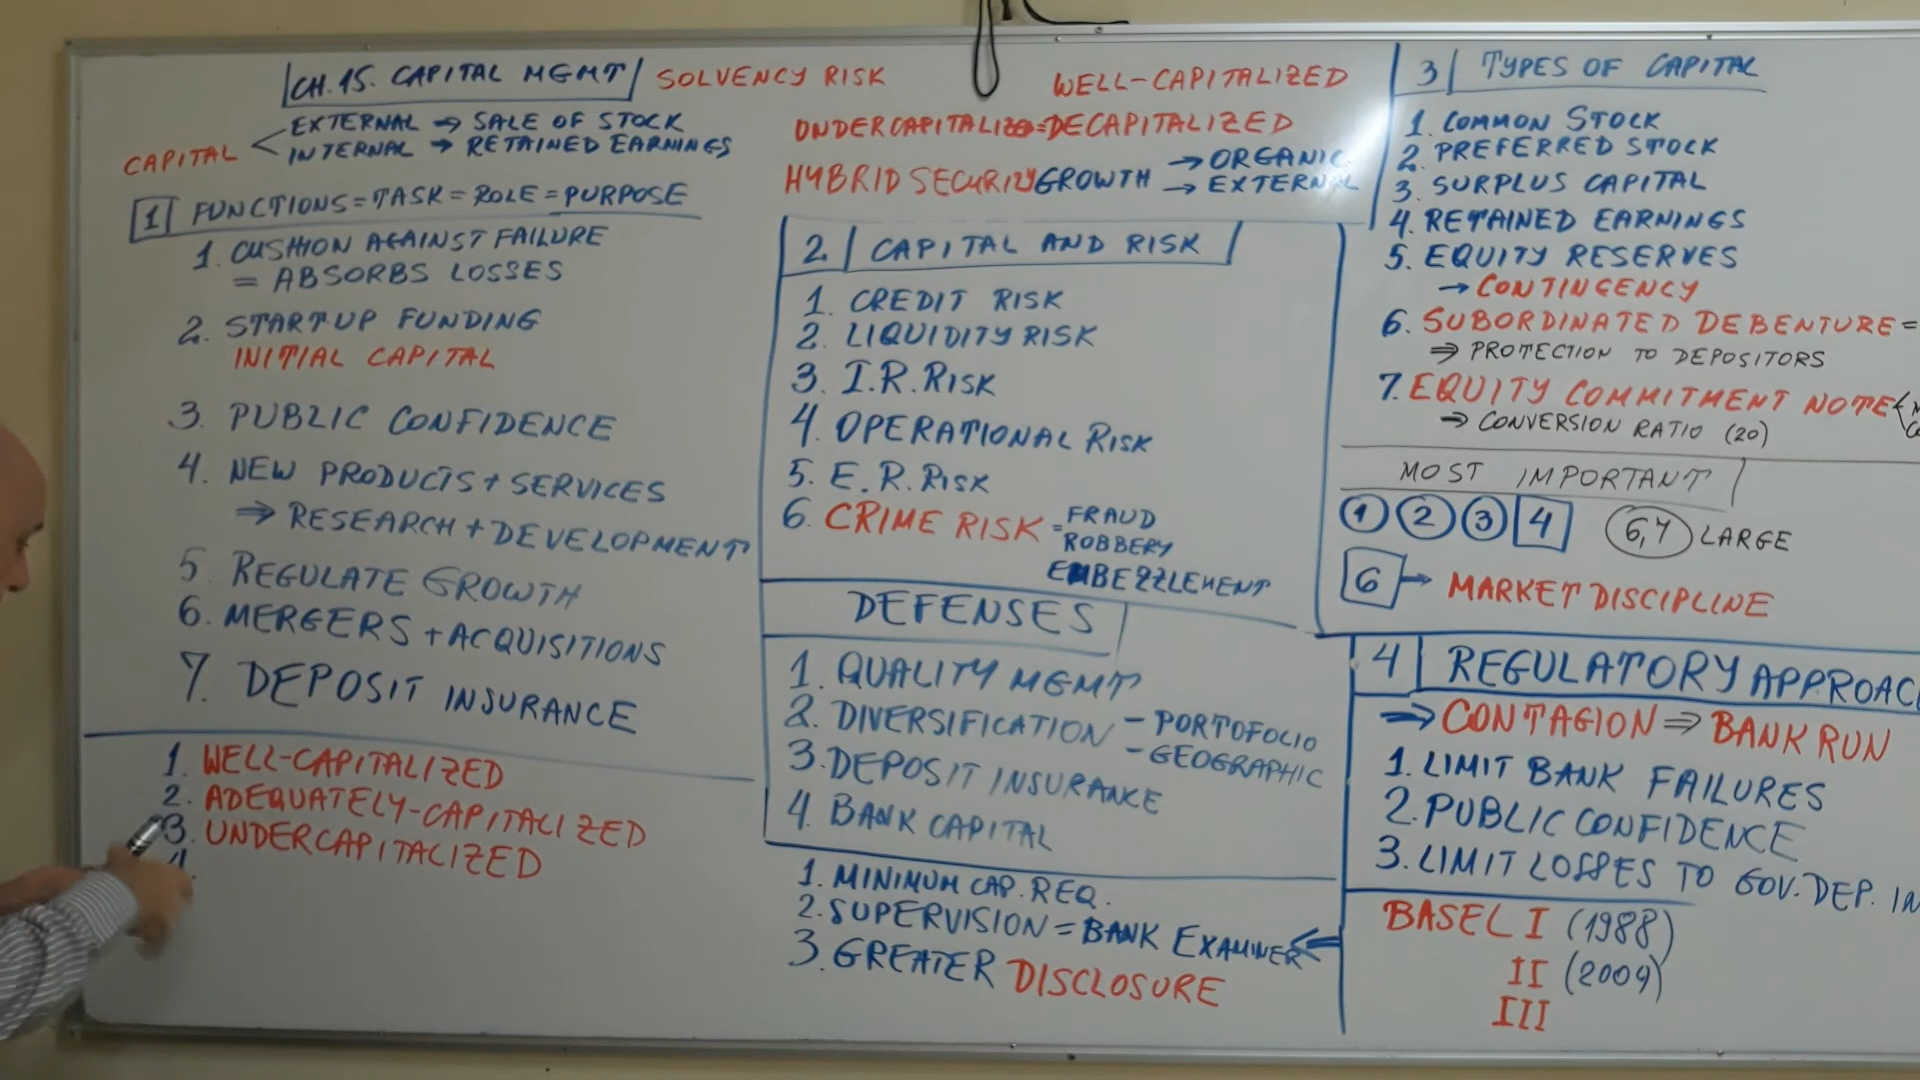 CH. 15. CAPITAL MGMT SOLVENCY RISK
CAPITAL
EXTERNAL → SALE OF STOCK
INTERNAL → RETAINED EARNINGS
1 FUNCTIONS = TASK = ROLE = PURPOSE
1. CUSHION AGAINST FAILURE
= ABSORBS LOSSES
2. START-UP FUNDING
INITIAL CAPITAL
3. PUBLIC CONFIDENCE
4. NEW PRODUCTS + SERVICES
⇒ RESEARCH + DEVELOPMENT
5 REGULATE GROWTH
6. MERGERS + ACQUISITIONS
7. DEPOSIT INSURANCE
1. WELL-CAPITALIZED
2. ADEQUATELY-CAPITALIZED
3. UNDERCAPITALIZED
4.
WELL-CAPITALIZED
UNDERCAPITALIZED = DECAPITALIZED
HYBRID SECURITY GROWTH → ORGANIC
→ EXTERNAL
2 CAPITAL AND RISK
1. CREDIT RISK
2. LIQUIDITY RISK
3. I.R. RISK
4. OPERATIONAL RISK
5. E.R. RISK
6. CRIME RISK = FRAUD
ROBBERY
EMBEZZLEMENT
DEFENSES
1. QUALITY MGMT
2. DIVERSIFICATION - PORTOFOLIO
- GEOGRAPHIC
3. DEPOSIT INSURANCE
4. BANK CAPITAL
1. MINIMUM CAP. REQ.
2. SUPERVISION = BANK EXAMINER
3. GREATER DISCLOSURE
3 TYPES OF CAPITAL
1. COMMON STOCK
2. PREFERRED STOCK
3. SURPLUS CAPITAL
4. RETAINED EARNINGS
5. EQUITY RESERVES
→ CONTINGENCY
6. SUBORDINATED DEBENTURE =
⇒ PROTECTION TO DEPOSITORS
7. EQUITY COMMITMENT NOTE
⇒ CONVERSION RATIO (20)
MOST IMPORTANT
1 2 3 4 6,7 LARGE
6 → MARKET DISCIPLINE
4 REGULATORY
⇒ CONTAGION ⇒ BANK RUN
1. LIMIT BANK FAILURES
2. PUBLIC CONFIDENCE
3. LIMIT LOSSES TO GOV. DEP.
BASEL I (1988)
II (2009)
III